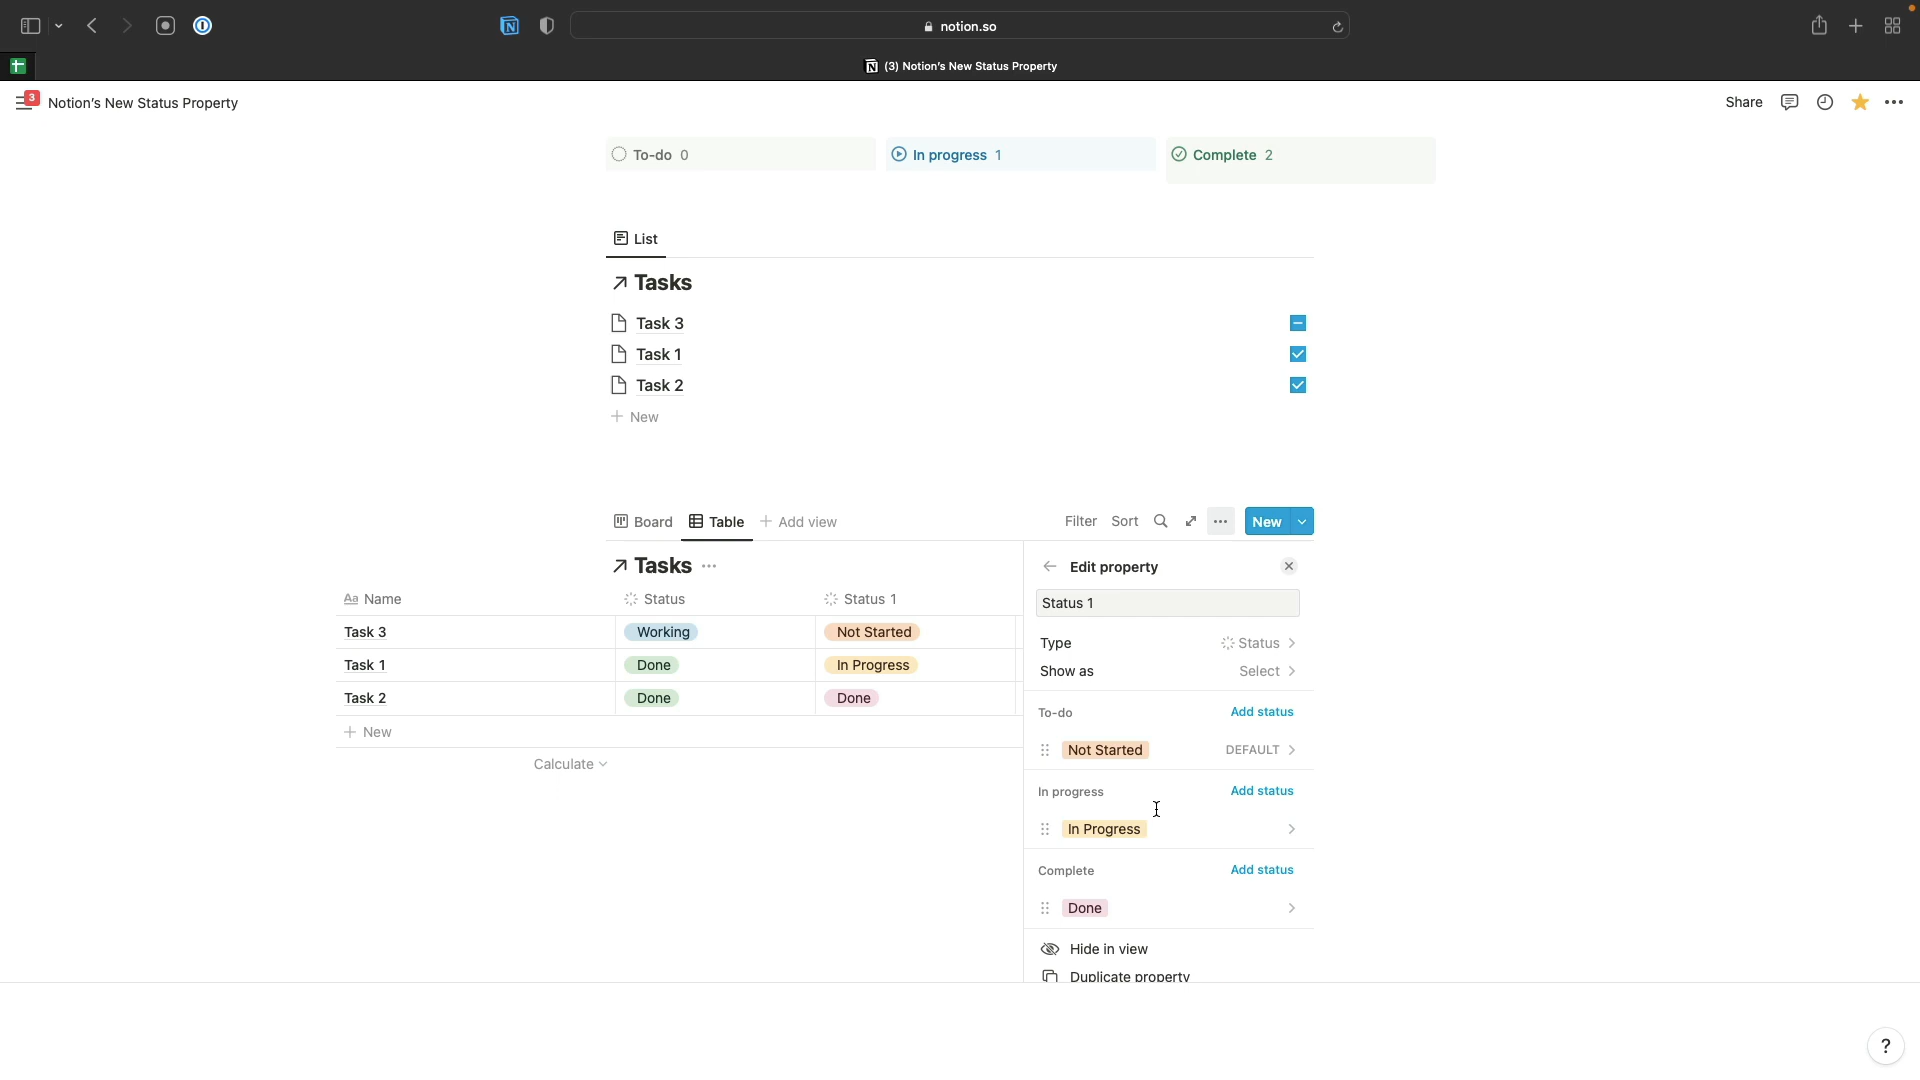 notion.so
(3) Notion's New Status Property
3
Notion's New Status Property
Share
To-do 0
In progress 1
Complete 2
List
Tasks
Task 3
Task 1
Task 2
New
Board
Table
Add view
Filter
Sort
New
Tasks
Aa Name
Status
Status 1
Task 3
Working
Not Started
Task 1
Done
In Progress
Task 2
Done
Done
New
Calculate
Edit property
Status 1
Type
Status
Show as
Select
To-do
Add status
Not Started
DEFAULT
In progress
Add status
In Progress
Complete
Add status
Done
Hide in view
Duplicate property
?